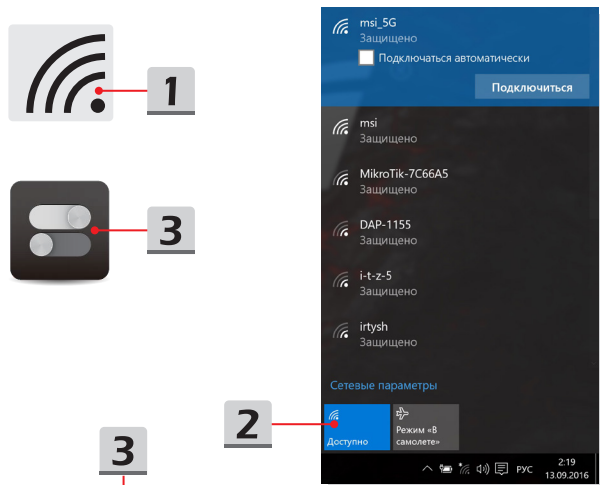 1
3
msi_5G
Защищено
Подключаться автоматически
Подключиться
msi
Защищено
MikroTik-7C66A5
Защищено
DAP-1155
Защищено
i-t-z-5
Защищено
irtysh
Защищено
Сетевые параметры
2
Доступно
Режим «В
самолете»
3
РУС
2:19
13.09.2016